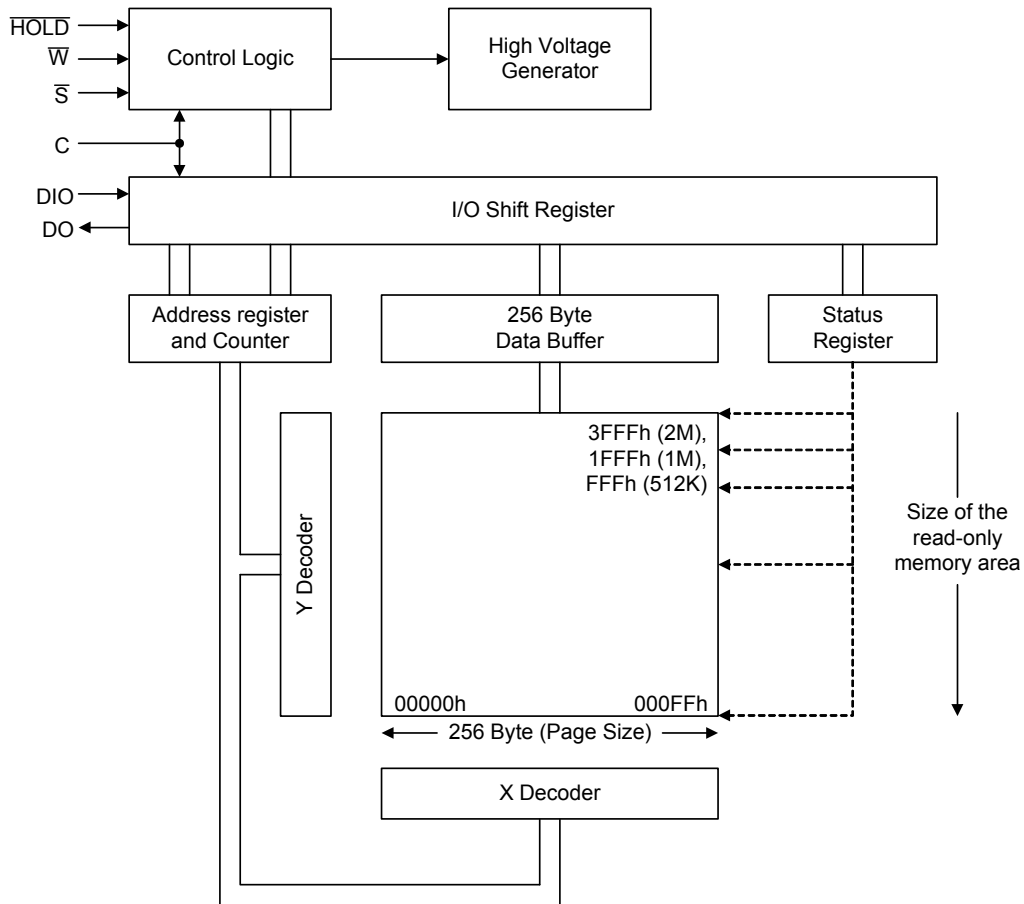 HOLD
W
S
C
DIO
DO
Control Logic
High Voltage
Generator
I/O Shift Register
Address register
and Counter
256 Byte
Data Buffer
Status
Register
Y Decoder
3FFFh (2M),
1FFFh (1M),
FFFh (512K)
Size of the
read-only
memory area
00000h
000FFh
256 Byte (Page Size)
X Decoder